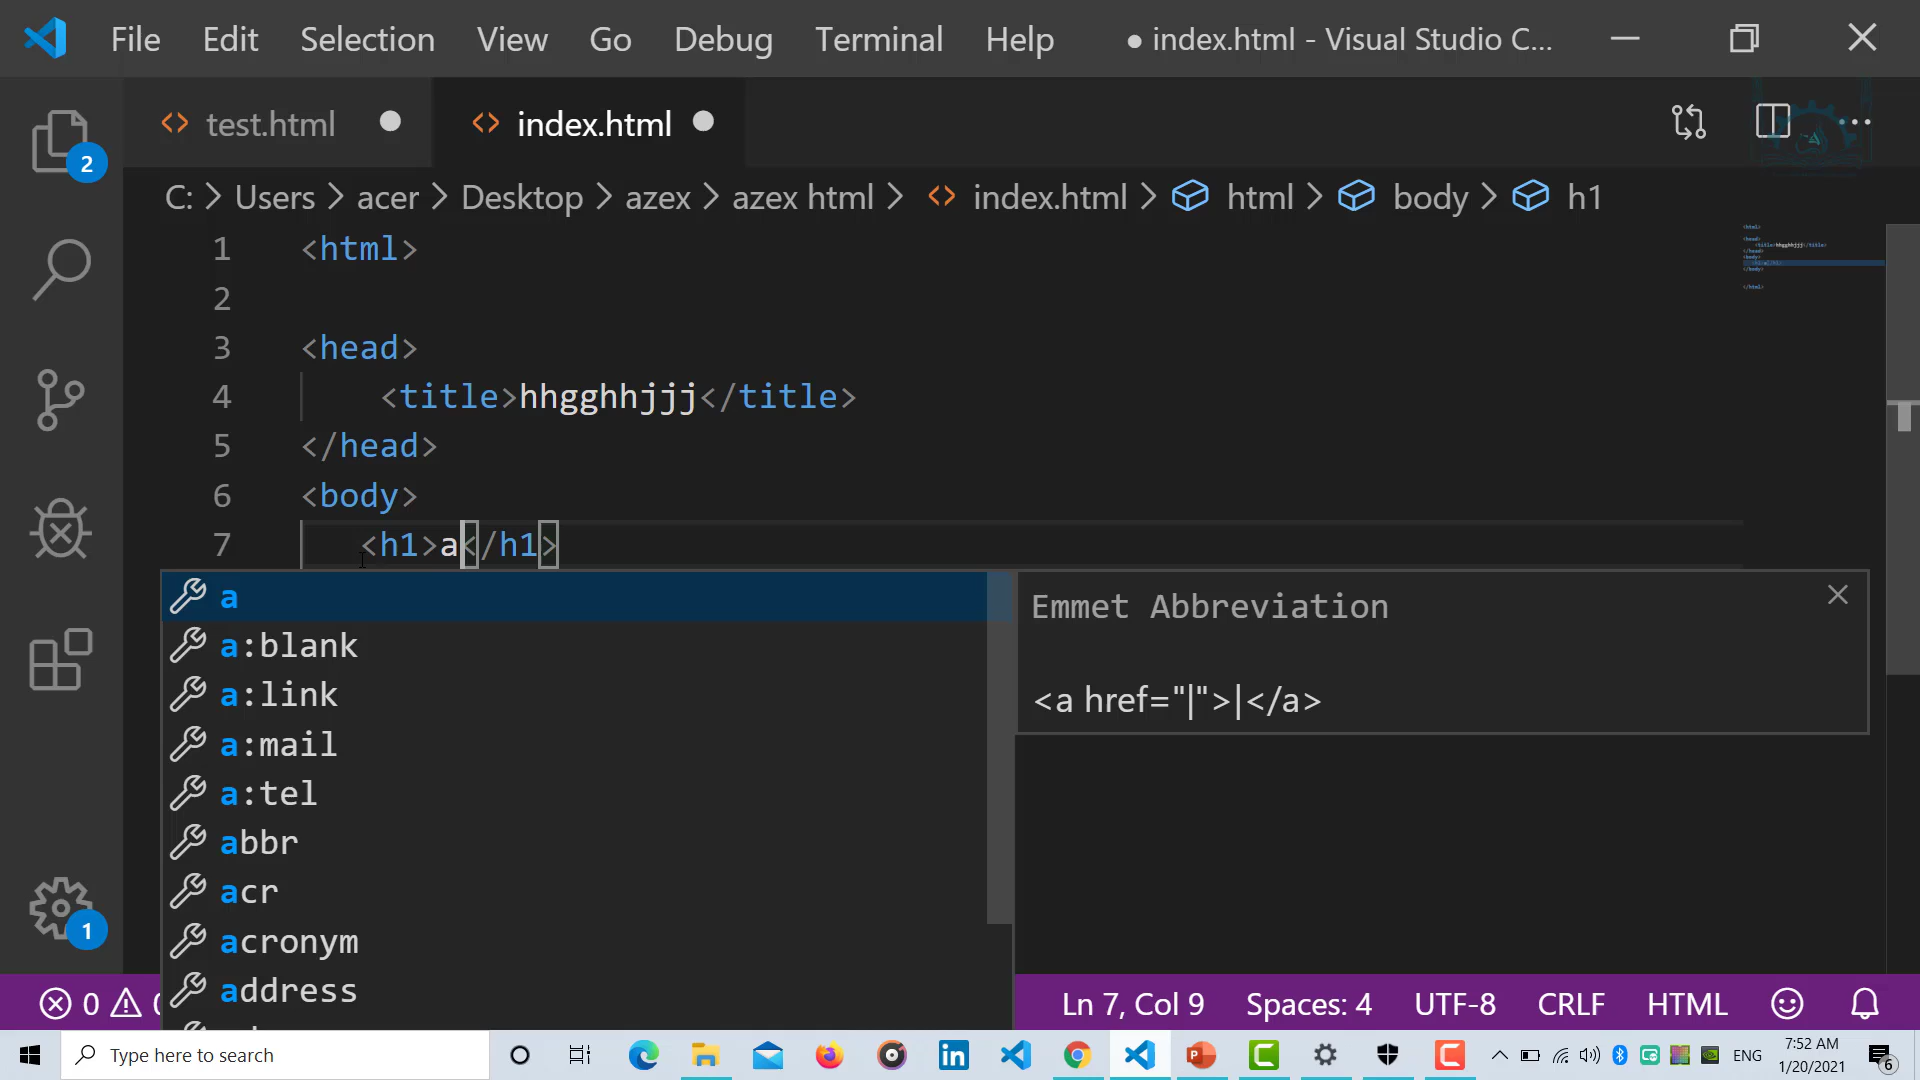 File Edit Selection View Go Debug Terminal Help ● index.html - Visual Studio C...
test.html index.html
2
C: > Users > acer > Desktop > azex > azex html > index.html > html > body > h1
1 <html>
2
3 <head>
4 <title>hhgghhjjj</title>
5 </head>
6 <body>
7 <h1>a</h1>
a
a:blank
a:link
a:mail
a:tel
abbr
acr
acronym
address
Emmet Abbreviation
<a href="|">|</a>
1
0 Ln 7, Col 9 Spaces: 4 UTF-8 CRLF HTML
Type here to search
ENG
7:52 AM
1/20/2021
6